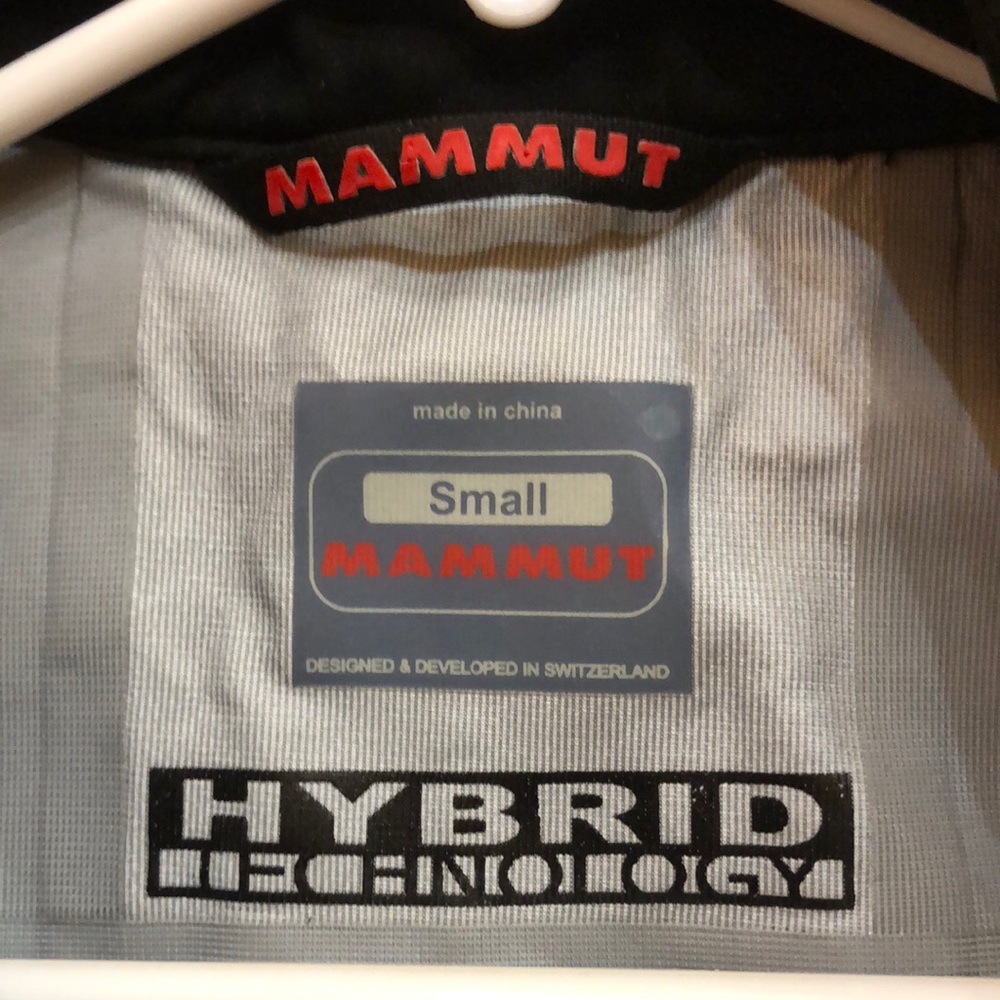 MAMMUT
made in china
Small
MAMMUT
DESIGNED & DEVELOPED IN SWITZERLAND
HYBRID
TECHNOLOGY